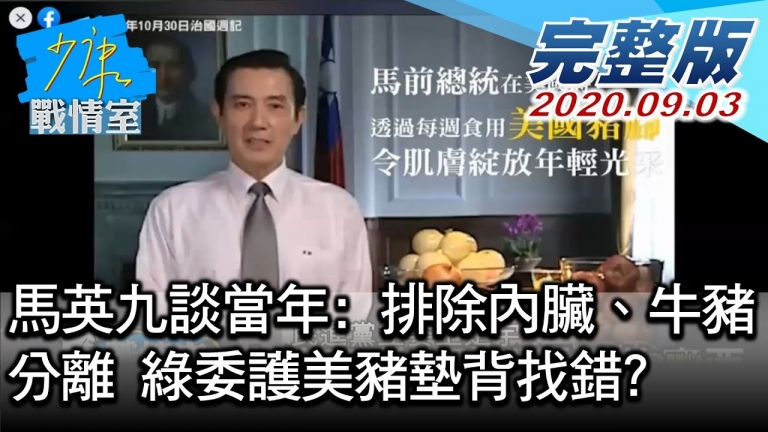 年10月30日治國週記
少康
戰情室
完整版
2020.09.03
馬前總統在美
透過每週食用美國豬腳
令肌膚綻放年輕光采
馬英九談當年：排除內臟、牛豬
分離 綠委護美豬墊背找錯?